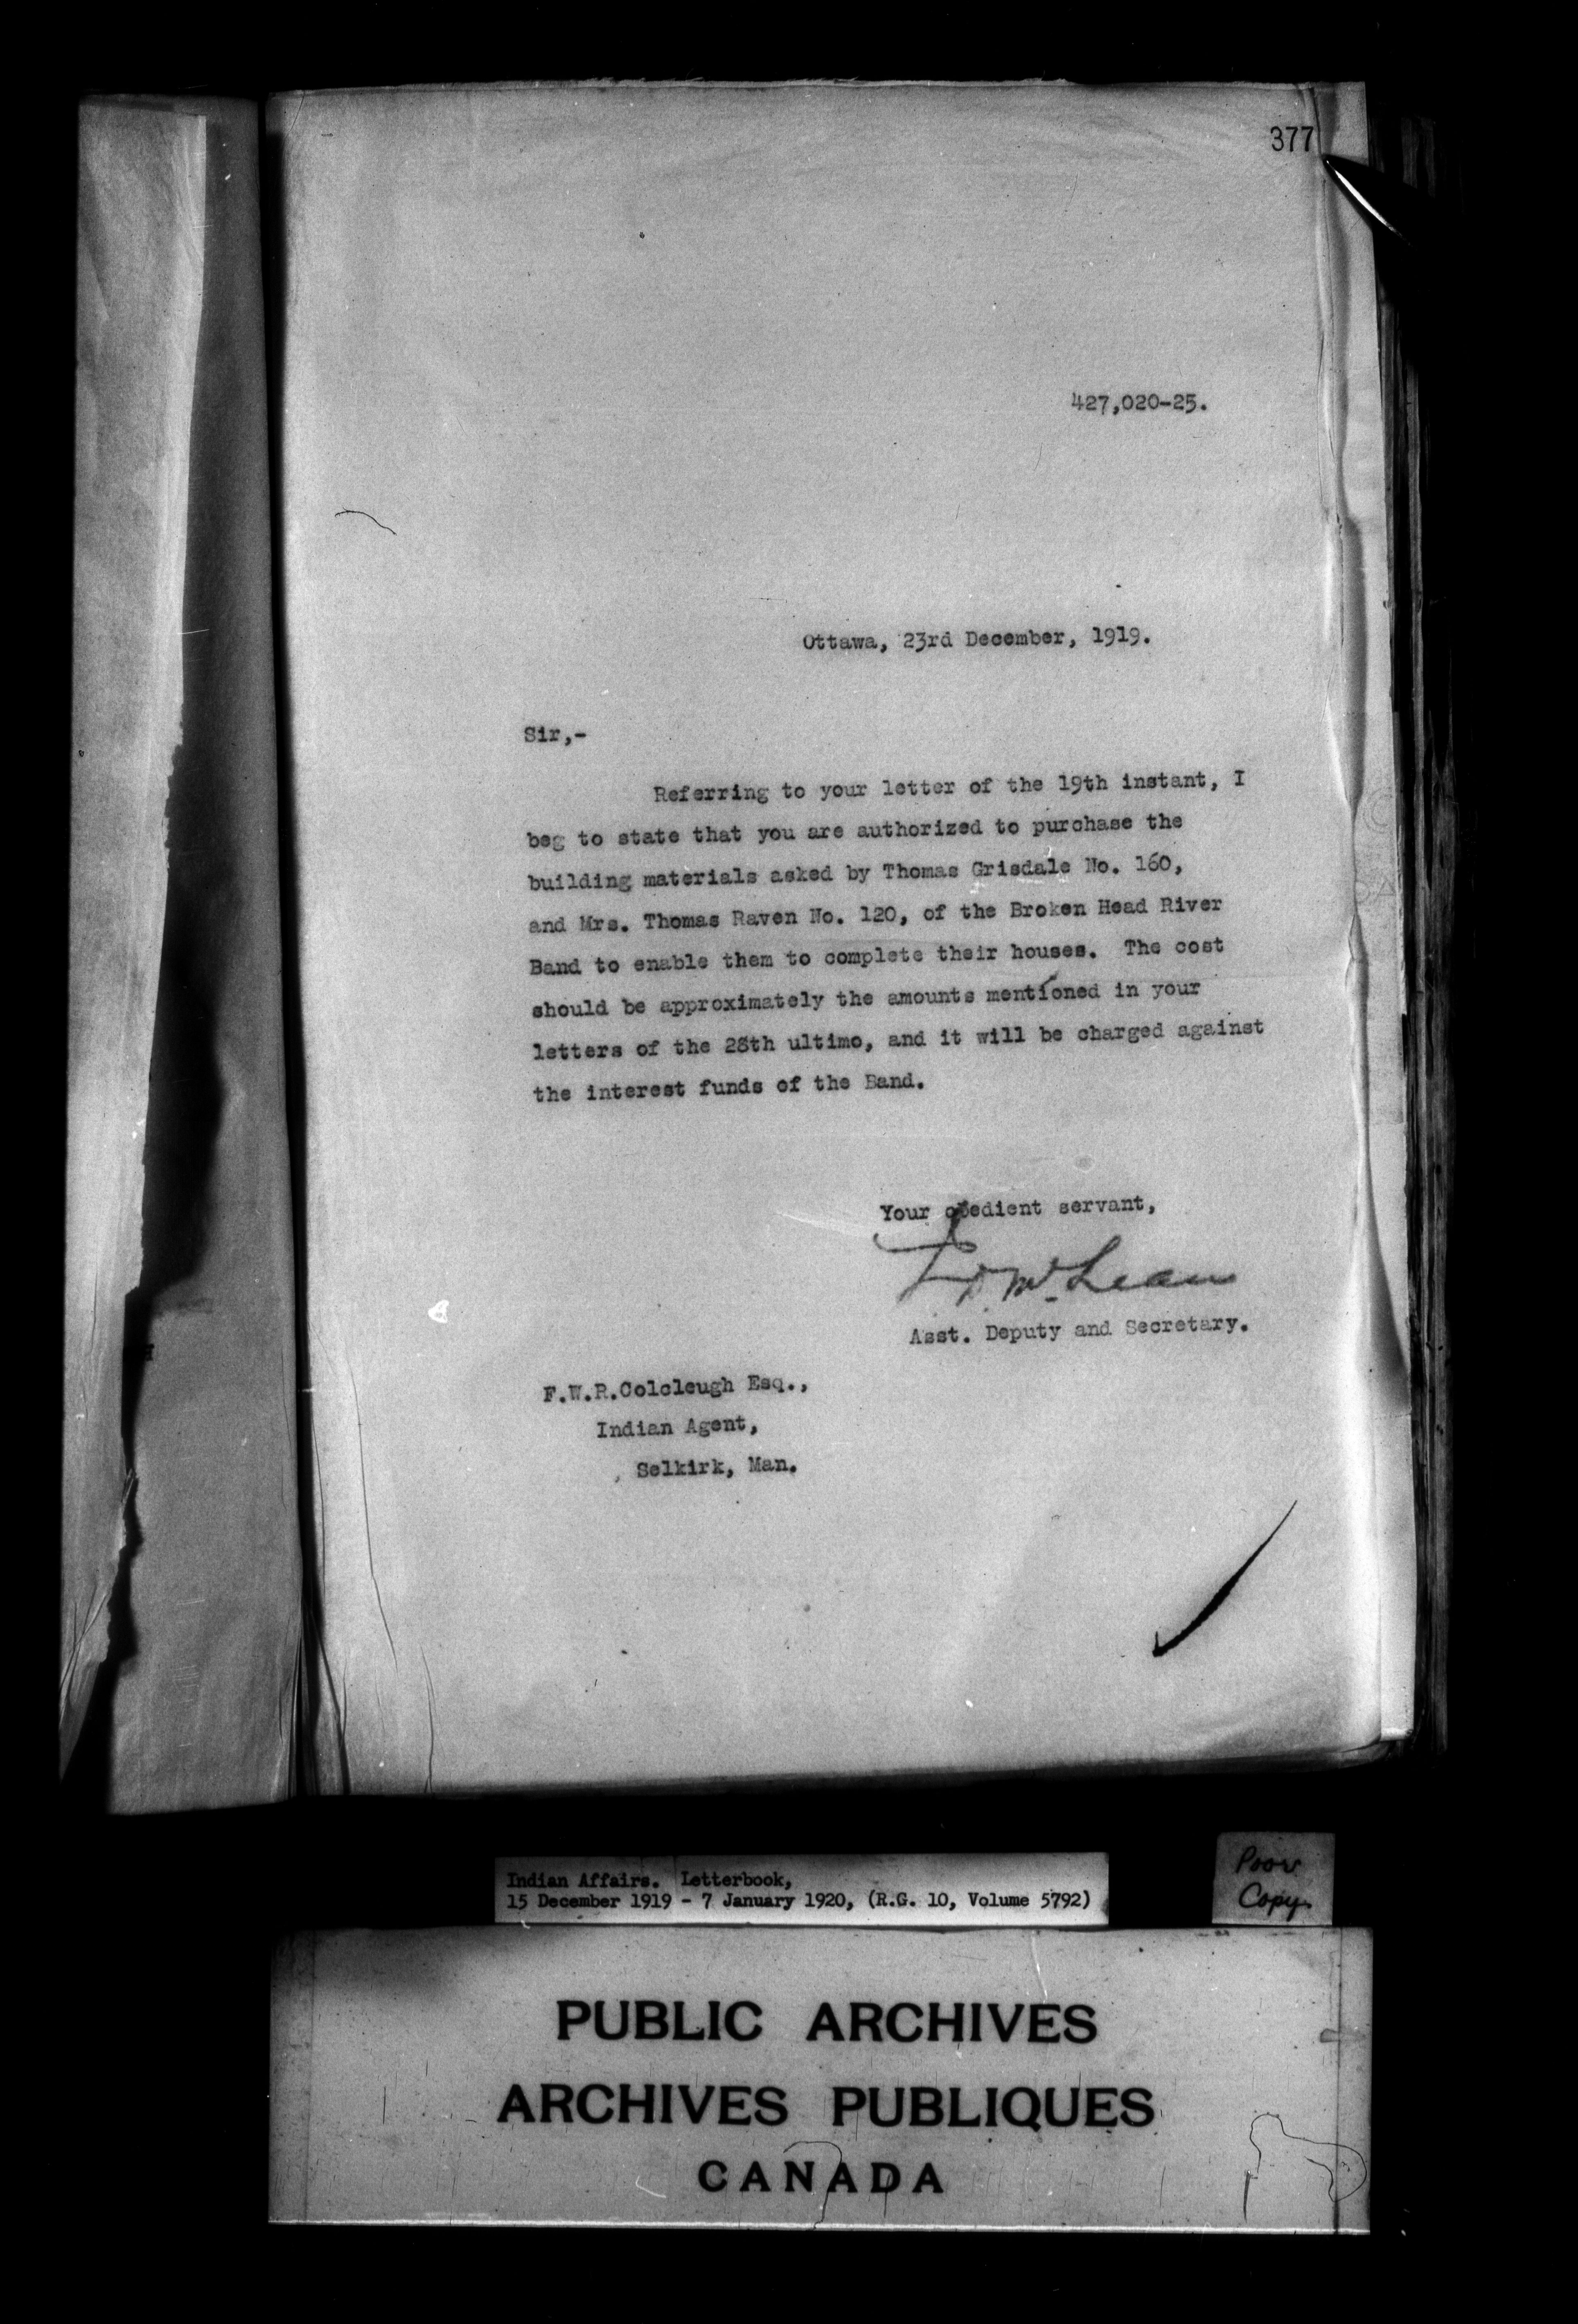 377
427,020-25.
Ottawa, 23rd December, 1919.
Sir,-
Referring to your letter of the 19th instant, I
beg to state that you are authorized to purchase the
building materials asked by Thomas Grisdale No. 160,
and Mrs. Thomas Raven No. 120, of the Broken Head River
Band to enable them to complete their houses. The cost
should be approximately the amounts mentioned in your
letters of the 28th ultimo, and it will be charged against
the interest funds of the Band.
Your obedient servant,
J.D. McLean
Asst. Deputy and Secretary.
F.W.R.Colcleugh Esq.,
Indian Agent,
Selkirk, Man.
Indian Affairs. Letterbook,
15 December 1919 - 7 January 1920, (R.G. 10, Volume 5792)
Poor
Copy.
PUBLIC ARCHIVES
ARCHIVES PUBLIQUES
CANADA